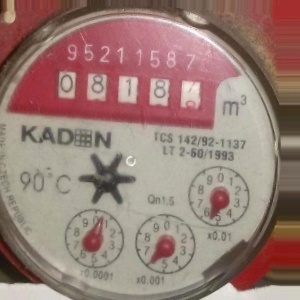 95211587
0818
m³
KADEN
TCS 142/92-1137
LT 2-60/1993
90°C
Qn1.5
x0.01
x0.0001
x0.001